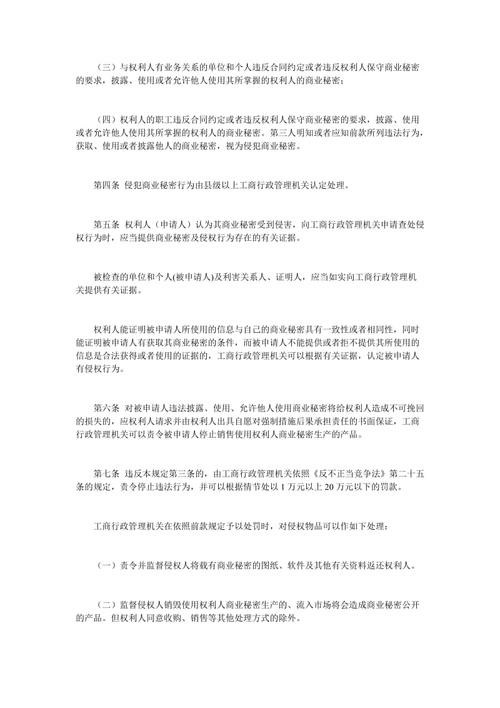 （三）与权利人有业务关系的单位和个人违反合同约定或者违反权利人保守商业秘密
的要求，披露、使用或者允许他人使用其所掌握的权利人的商业秘密；
（四）权利人的职工违反合同约定或者违反权利人保守商业秘密的要求，披露、使用
或者允许他人使用其所掌握的权利人的商业秘密。第三人明知或者应知前款所列违法行为，
获取、使用或者披露他人的商业秘密，视为侵犯商业秘密。
第四条 侵犯商业秘密行为由县级以上工商行政管理机关认定处理。
第五条 权利人（申请人）认为其商业秘密受到侵害，向工商行政管理机关申请查处侵
权行为时，应当提供商业秘密及侵权行为存在的有关证据。
被检查的单位和个人(被申请人)及利害关系人、证明人，应当如实向工商行政管理机
关提供有关证据。
权利人能证明被申请人所使用的信息与自己的商业秘密具有一致性或者相同性，同时
能证明被申请人有获取其商业秘密的条件，而被申请人不能提供或者拒不提供其所使用的
信息是合法获得或者使用的证据的，工商行政管理机关可以根据有关证据，认定被申请人
有侵权行为。
第六条 对被申请人违法披露、使用、允许他人使用商业秘密将给权利人造成不可挽回
的损失的，应权利人请求并由权利人出具自愿对强制措施后果承担责任的书面保证，工商
行政管理机关可以责令被申请人停止销售使用权利人商业秘密生产的产品。
第七条 违反本规定第三条的，由工商行政管理机关依照《反不正当竞争法》第二十五
条的规定，责令停止违法行为，并可以根据情节处以 1 万元以上 20 万元以下的罚款。
工商行政管理机关在依照前款规定予以处罚时，对侵权物品可以作如下处理；
（一）责令并监督侵权人将载有商业秘密的图纸、软件及其他有关资料返还权利人。
（二）监督侵权人销毁使用权利人商业秘密生产的、流入市场将会造成商业秘密公开
的产品。但权利人同意收购、销售等其他处理方式的除外。